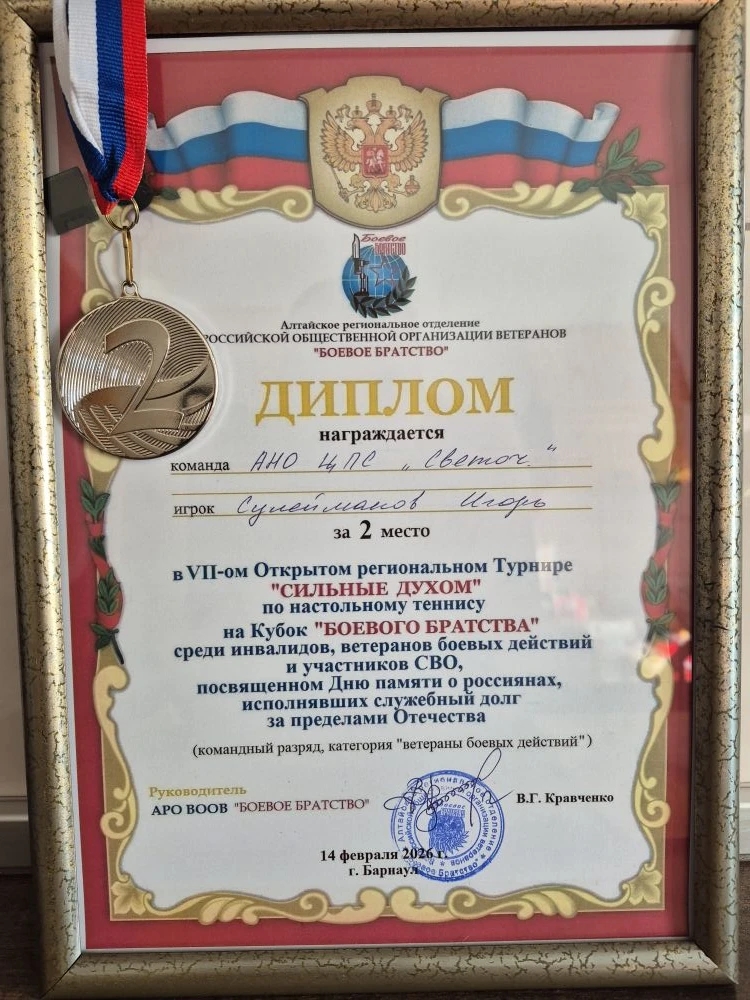 Боевое
БРАТСТВО
Алтайское региональное отделение
РОССИЙСКОЙ ОБЩЕСТВЕННОЙ ОРГАНИЗАЦИИ ВЕТЕРАНОВ
"БОЕВОЕ БРАТСТВО"
2
ДИПЛОМ
награждается
команда АНО ЦПС „Светоч"
игрок Сулейманов Игорь
за 2 место
в VII-ом Открытом региональном Турнире
"СИЛЬНЫЕ ДУХОМ"
по настольному теннису
на Кубок "БОЕВОГО БРАТСТВА"
среди инвалидов, ветеранов боевых действий
и участников СВО,
посвященном Дню памяти о россиянах,
исполнявших служебный долг
за пределами Отечества
(командный разряд, категория "ветераны боевых действий")
Руководитель
АРО ВООВ "БОЕВОЕ БРАТСТВО"
В.Г. Кравченко
14 февраля 2026 г.
г. Барнаул